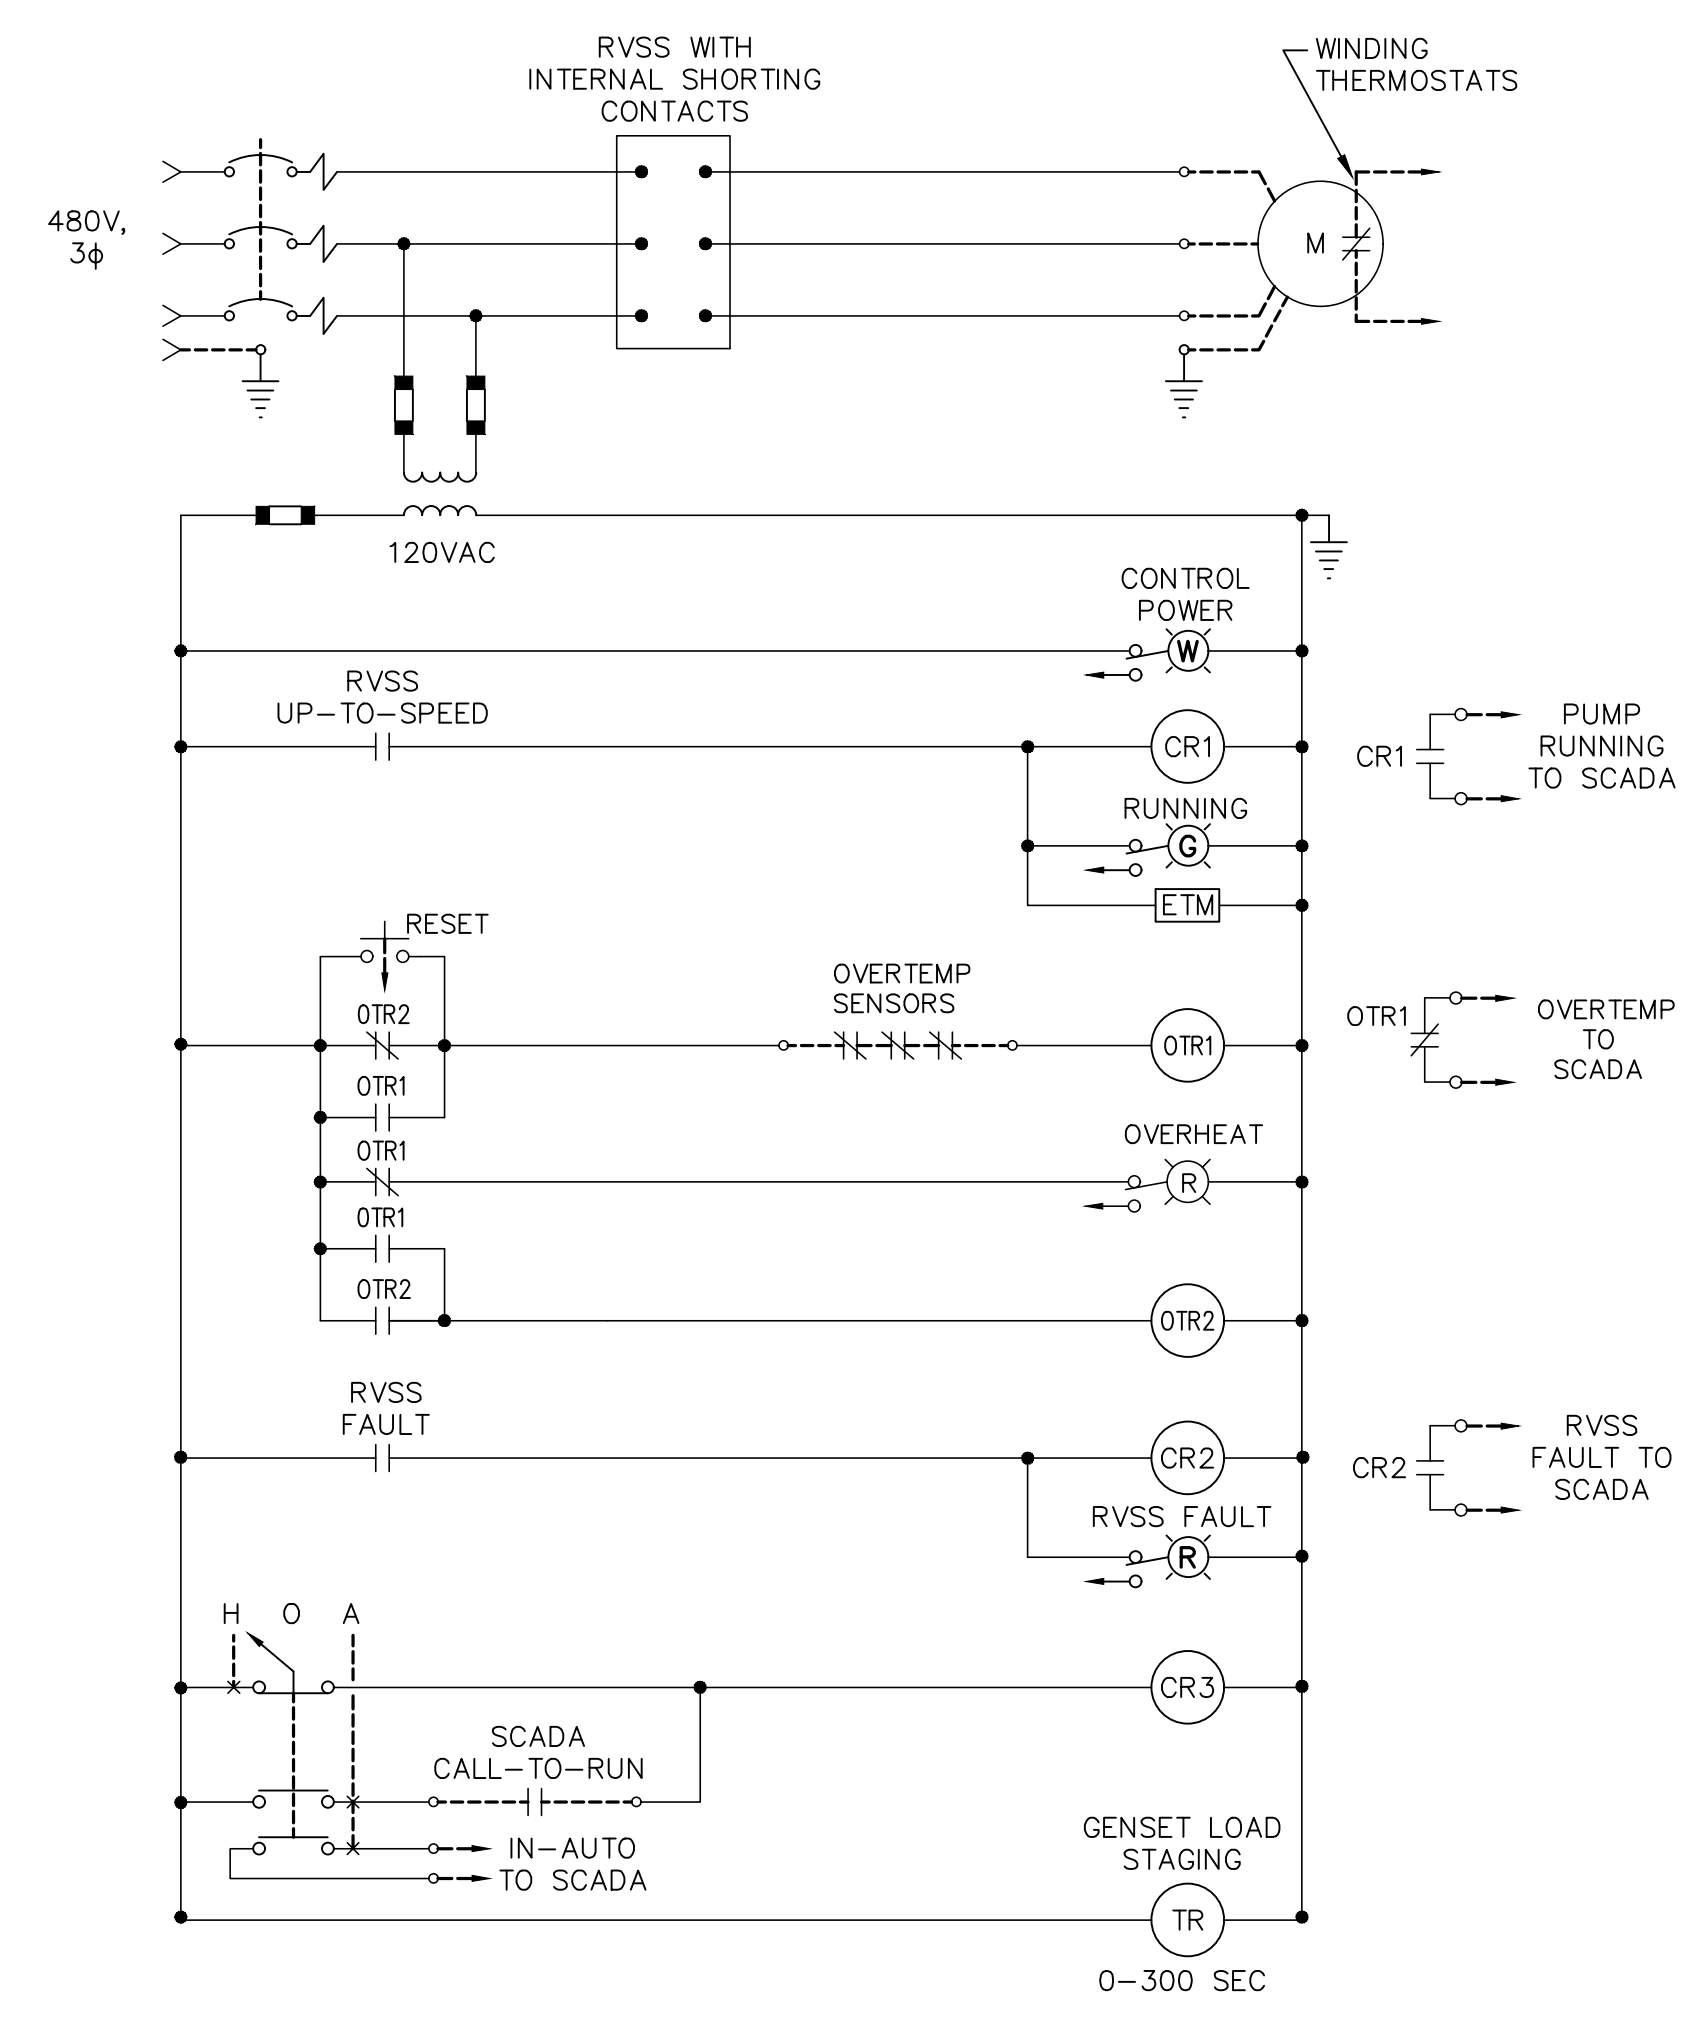 RVSS WITH
INTERNAL SHORTING
CONTACTS
WINDING
THERMOSTATS
480V,
3ϕ
M
120VAC
CONTROL
POWER
W
RVSS
UP-TO-SPEED
CR1
CR1
PUMP
RUNNING
TO SCADA
RUNNING
G
ETM
RESET
OTR2
OVERTEMP
SENSORS
OTR1
OTR1
OVERTEMP
TO
SCADA
OTR1
OTR1
OVERHEAT
R
OTR1
OTR2
OTR2
RVSS
FAULT
CR2
CR2
RVSS
FAULT TO
SCADA
RVSS FAULT
R
H O A
CR3
SCADA
CALL-TO-RUN
IN-AUTO
TO SCADA
GENSET LOAD
STAGING
TR
0-300 SEC